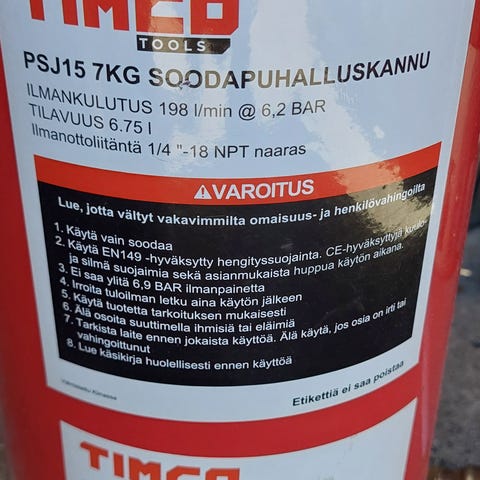 TIMCO
TOOLS
PSJ15 7KG SOODAPUHALLUSKANNU
ILMANKULUTUS 198 l/min @ 6,2 BAR
TILAVUUS 6.75 l
Ilmanottoliitäntä 1/4 "-18 NPT naaras
VAROITUS
Lue, jotta vältyt vakavimmilta omaisuus- ja henkilövahingoilta
1. Käytä vain soodaa
2. Käytä EN149 -hyväksytty hengityssuojainta. CE-hyväksyttyjä kuulo-
ja silmä suojaimia sekä asianmukaista huppua käytön aikana.
3. Ei saa ylitä 6,9 BAR ilmanpainetta
4. Irroita tuloilman letku aina käytön jälkeen
5. Käytä tuotetta tarkoituksen mukaisesti
6. Älä osoita suuttimella ihmisiä tai eläimiä
7. Tarkista laite ennen jokaista käyttöä. Älä käytä, jos osia on irti tai
vahingoittunut
8. Lue käsikirja huolellisesti ennen käyttöä
Valmistettu Kiinassa
Etikettiä ei saa poistaa
TIMCO